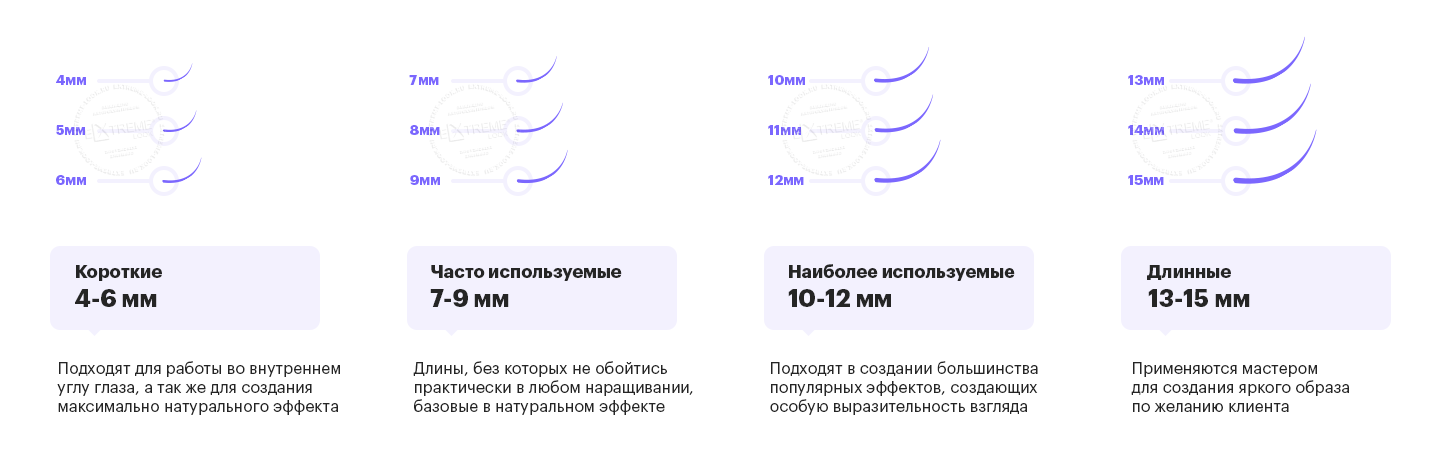 4мм
5мм
6мм
Короткие
4-6 мм
Подходят для работы во внутреннем
углу глаза, а так же для создания
максимально натурального эффекта
7мм
8мм
9мм
Часто используемые
7-9 мм
Длины, без которых не обойтись
практически в любом наращивании,
базовые в натуральном эффекте
10мм
11мм
12мм
Наиболее используемые
10-12 мм
Подходят в создании большинства
популярных эффектов, создающих
особую выразительность взгляда
13мм
14мм
15мм
Длинные
13-15 мм
Применяются мастером
для создания яркого образа
по желанию клиента